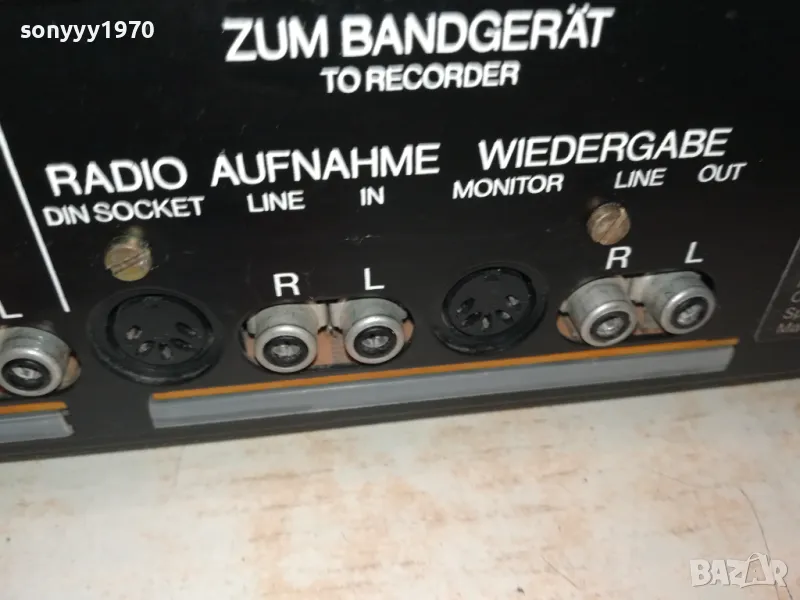 sonyyy1970
ZUM BANDGERÄT
TO RECORDER
RADIO AUFNAHME WIEDERGABE
DIN SOCKET LINE IN MONITOR LINE OUT
R L R L
L
BAZAR